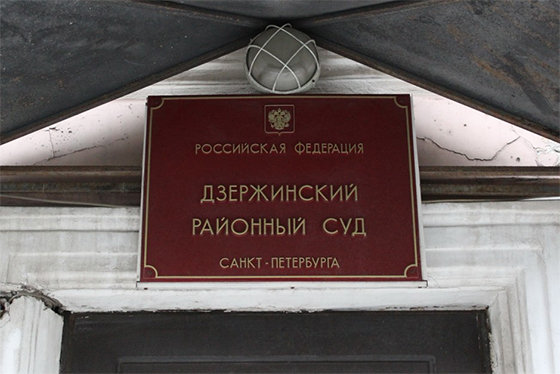 РОССИЙСКАЯ ФЕДЕРАЦИЯ
ДЗЕРЖИНСКИЙ
РАЙОННЫЙ СУД
САНКТ-ПЕТЕРБУРГА